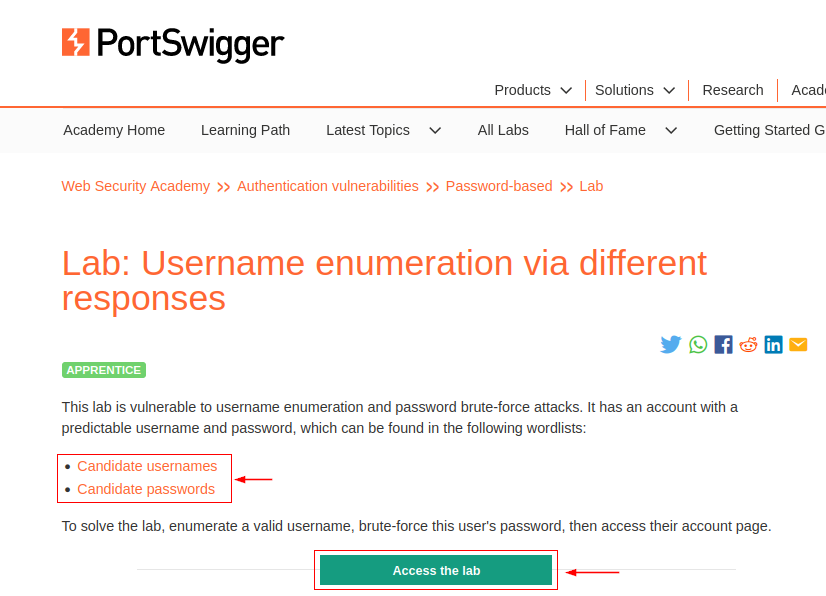 PortSwigger
Products
Solutions
Research
Acade
Academy Home
Learning Path
Latest Topics
All Labs
Hall of Fame
Getting Started G
Web Security Academy >> Authentication vulnerabilities >> Password-based >> Lab
Lab: Username enumeration via different
responses
APPRENTICE
This lab is vulnerable to username enumeration and password brute-force attacks. It has an account with a
predictable username and password, which can be found in the following wordlists:
• Candidate usernames
• Candidate passwords
To solve the lab, enumerate a valid username, brute-force this user's password, then access their account page.
Access the lab